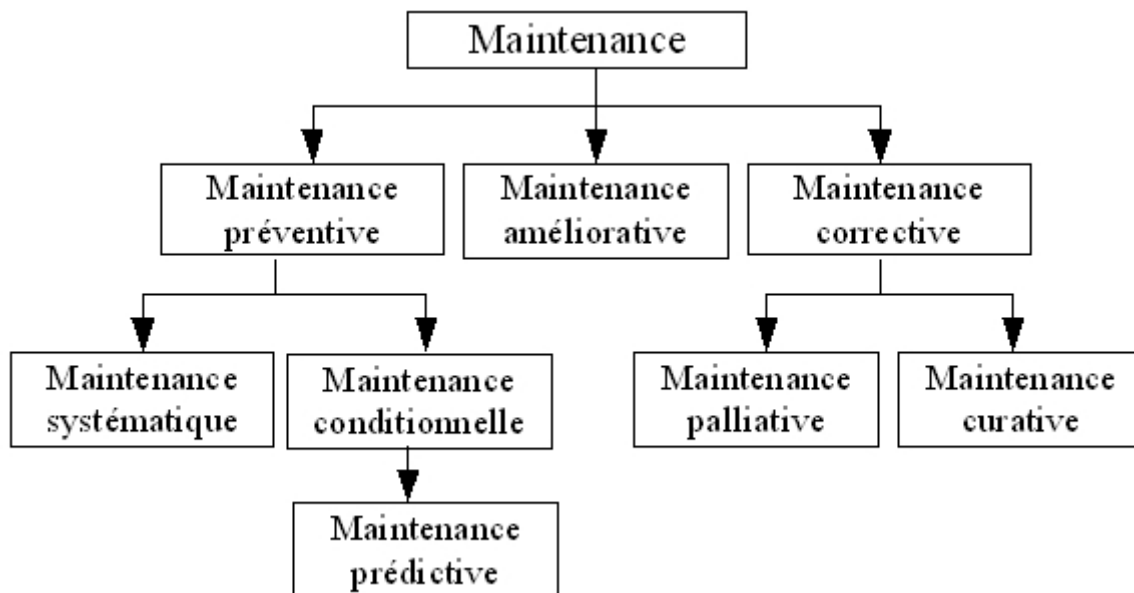 Maintenance
Maintenance
préventive
Maintenance
améliorative
Maintenance
corrective
Maintenance
systématique
Maintenance
conditionnelle
Maintenance
palliative
Maintenance
curative
Maintenance
prédictive